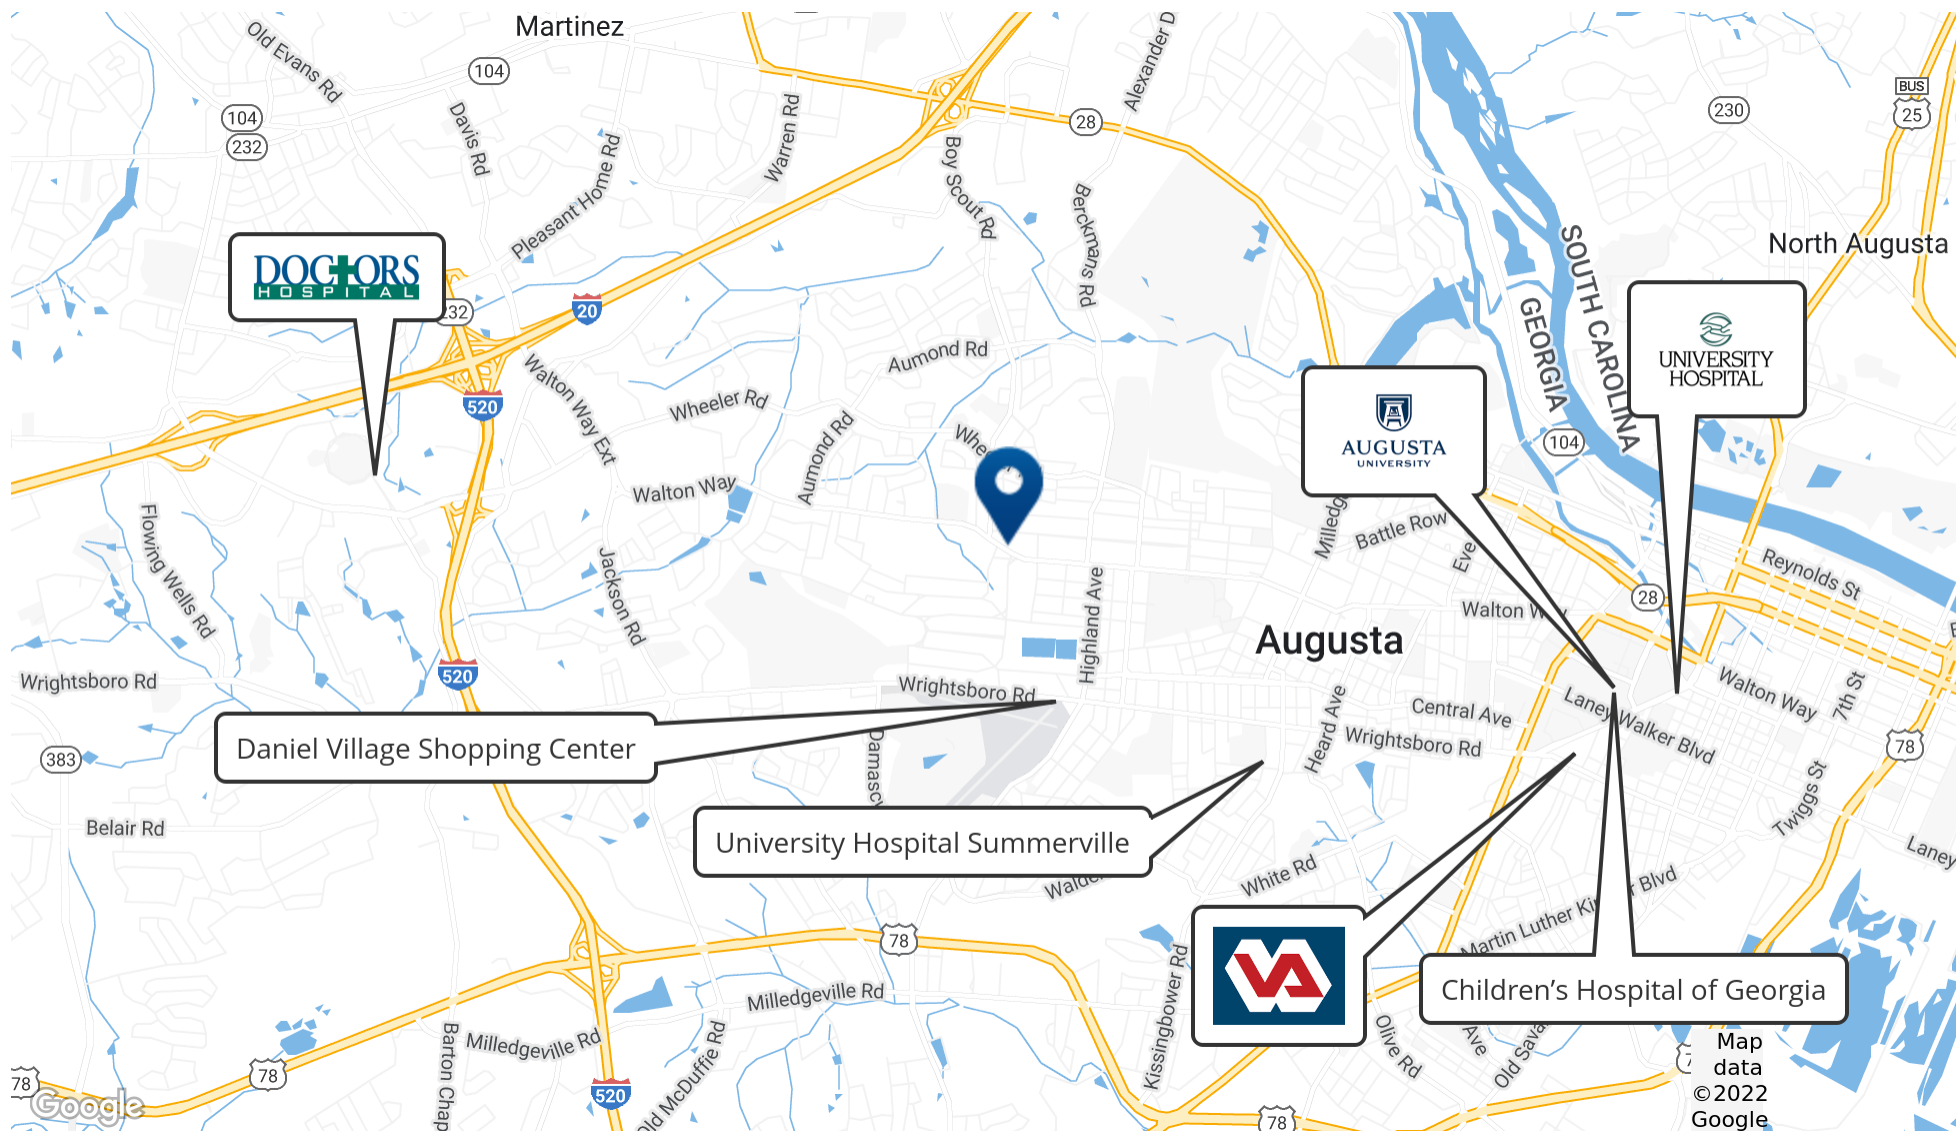 Martinez
Old Evans Rd
104
Alexander D
BUS
25
230
104
232
Davis Rd
Pleasant Home Rd
Warren Rd
28
Boy Scout Rd
Berckmans Rd
SOUTH CAROLINA
GEORGIA
North Augusta
DOCTORS
HOSPITAL
232
20
520
Walton Way Ext
Aumond Rd
Wheeler Rd
Aumond Rd
Walton Way
UNIVERSITY
HOSPITAL
AUGUSTA
UNIVERSITY
104
Flowing Wells Rd
Jackson Rd
Battle Row
Eve
28
Reynolds St
Walton W
Highland Ave
Augusta
520
Wrightsboro Rd
Wrightsboro Rd
Walton Way
7th St
Laney Walker Blvd
Central Ave
Heard Ave
Wrightsboro Rd
Daniel Village Shopping Center
383
78
Twiggs St
Belair Rd
University Hospital Summerville
Laney
White Rd
78
VA
Children’s Hospital of Georgia
Milledgeville Rd
Milledgeville Rd
Kissingbower Rd
Olive Rd
Ave
Old Sava
Barton Chap
Old McDuffie Rd
78
78
520
78
Google
Map
data
©2022
Google